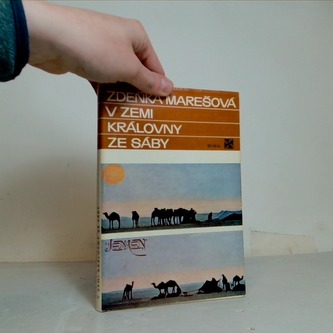 ZDEŇKA MAREŠOVÁ
V ZEMI
KRÁLOVNY
ZE SÁBY
JEMEN